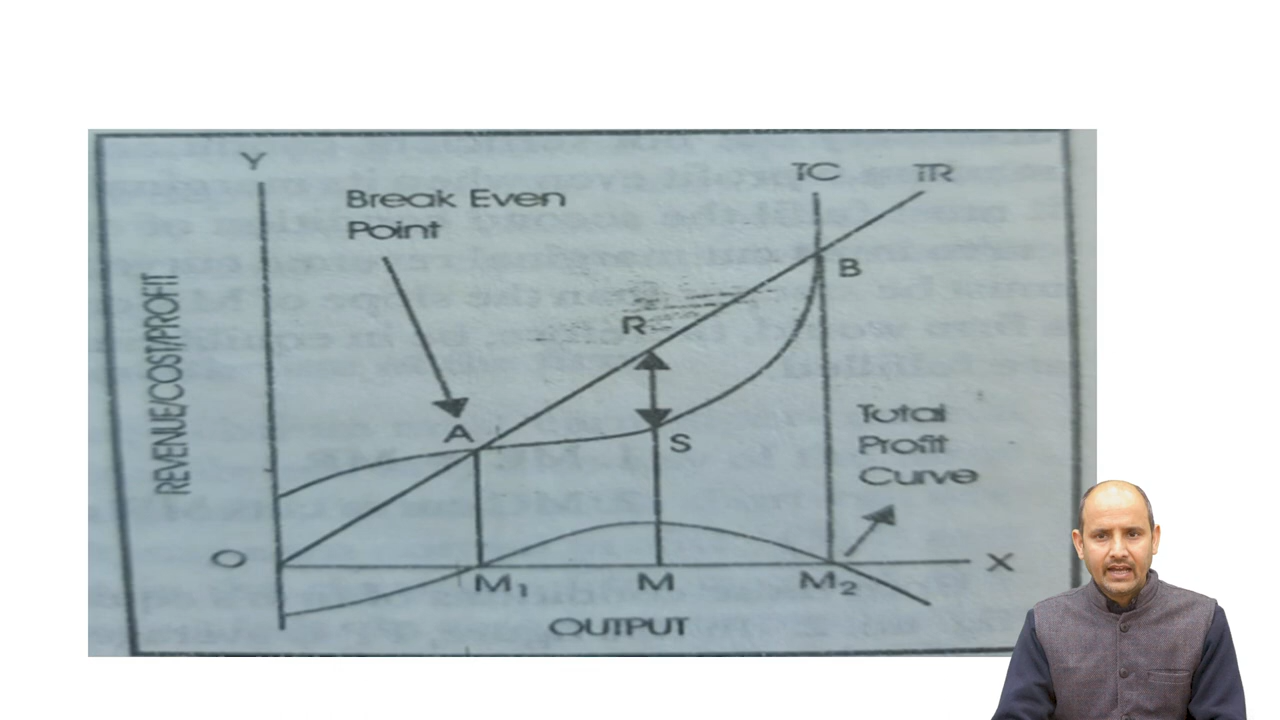 Y
TC
TR
Break Even
Point
B
R
REVENUE/COST/PROFIT
A
S
Total
Profit
Curve
O
X
M1
M
M2
OUTPUT